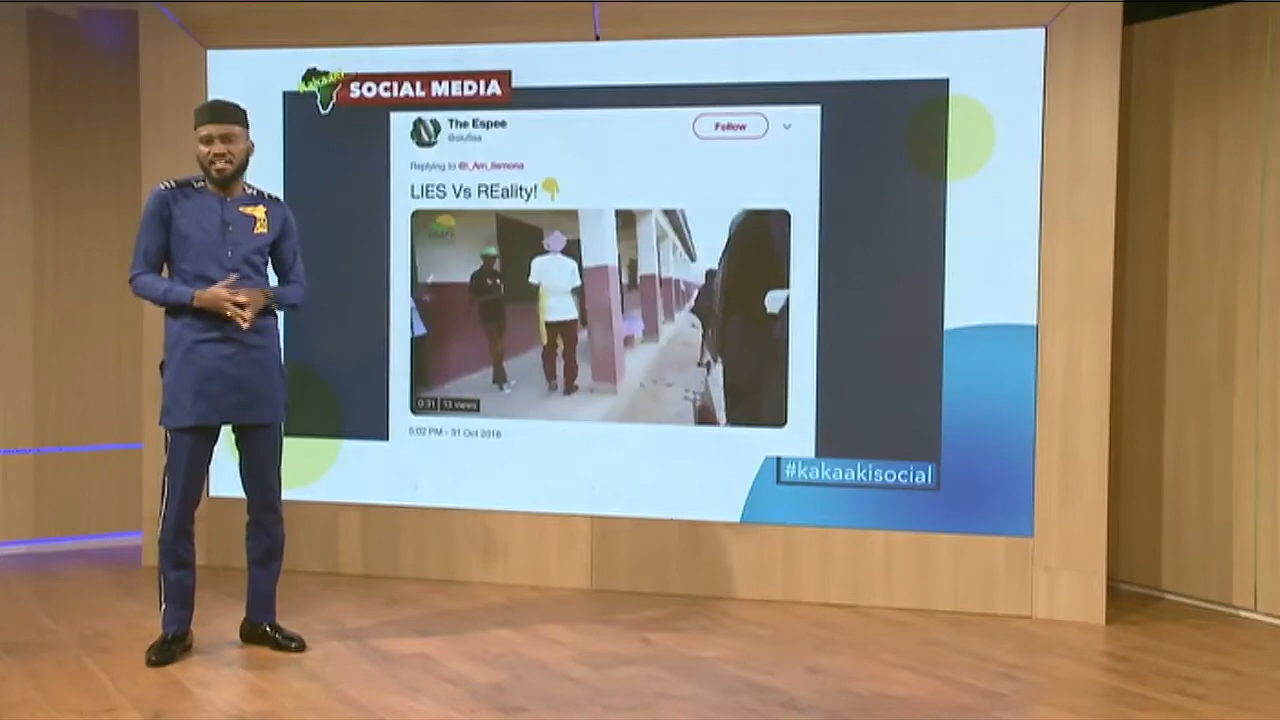 SOCIAL MEDIA
The Espee
Follow
Replying to @I_Am_Ilemona
LIES Vs REality!👇
0:31 13 views
5:02 PM - 31 Oct 2018
#kakaakisocial